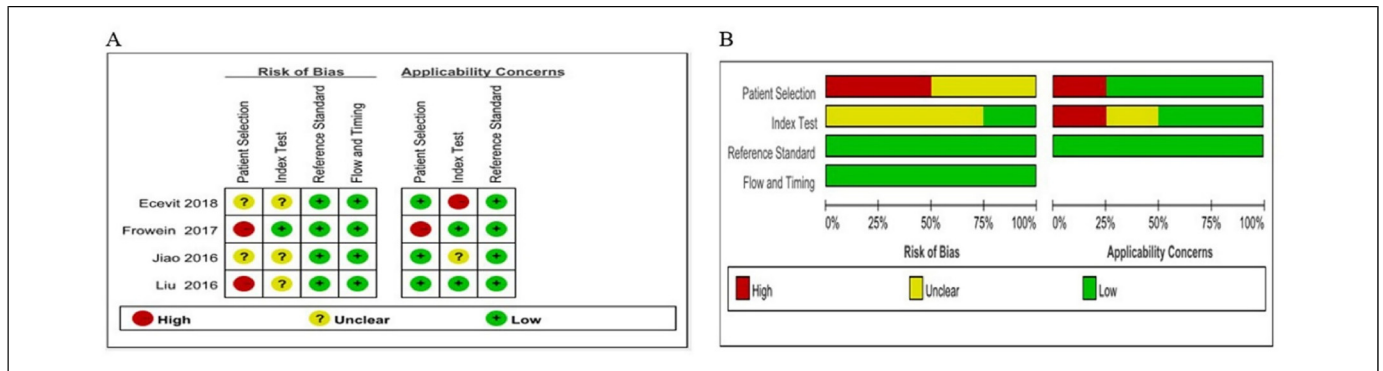 A
Risk of Bias Applicability Concerns
Patient Selection
Index Test
Reference Standard
Flow and Timing
Patient Selection
Index Test
Reference Standard
Ecevit 2018 ? ? + + + +
Frowein 2017 + + + + +
Jiao 2016 ? ? + + + ? +
Liu 2016 ? + + + + +
High ? Unclear + Low
B
Patient Selection
Index Test
Reference Standard
Flow and Timing
0% 25% 50% 75% 100% 0% 25% 50% 75% 100%
Risk of Bias Applicability Concerns
High Unclear Low